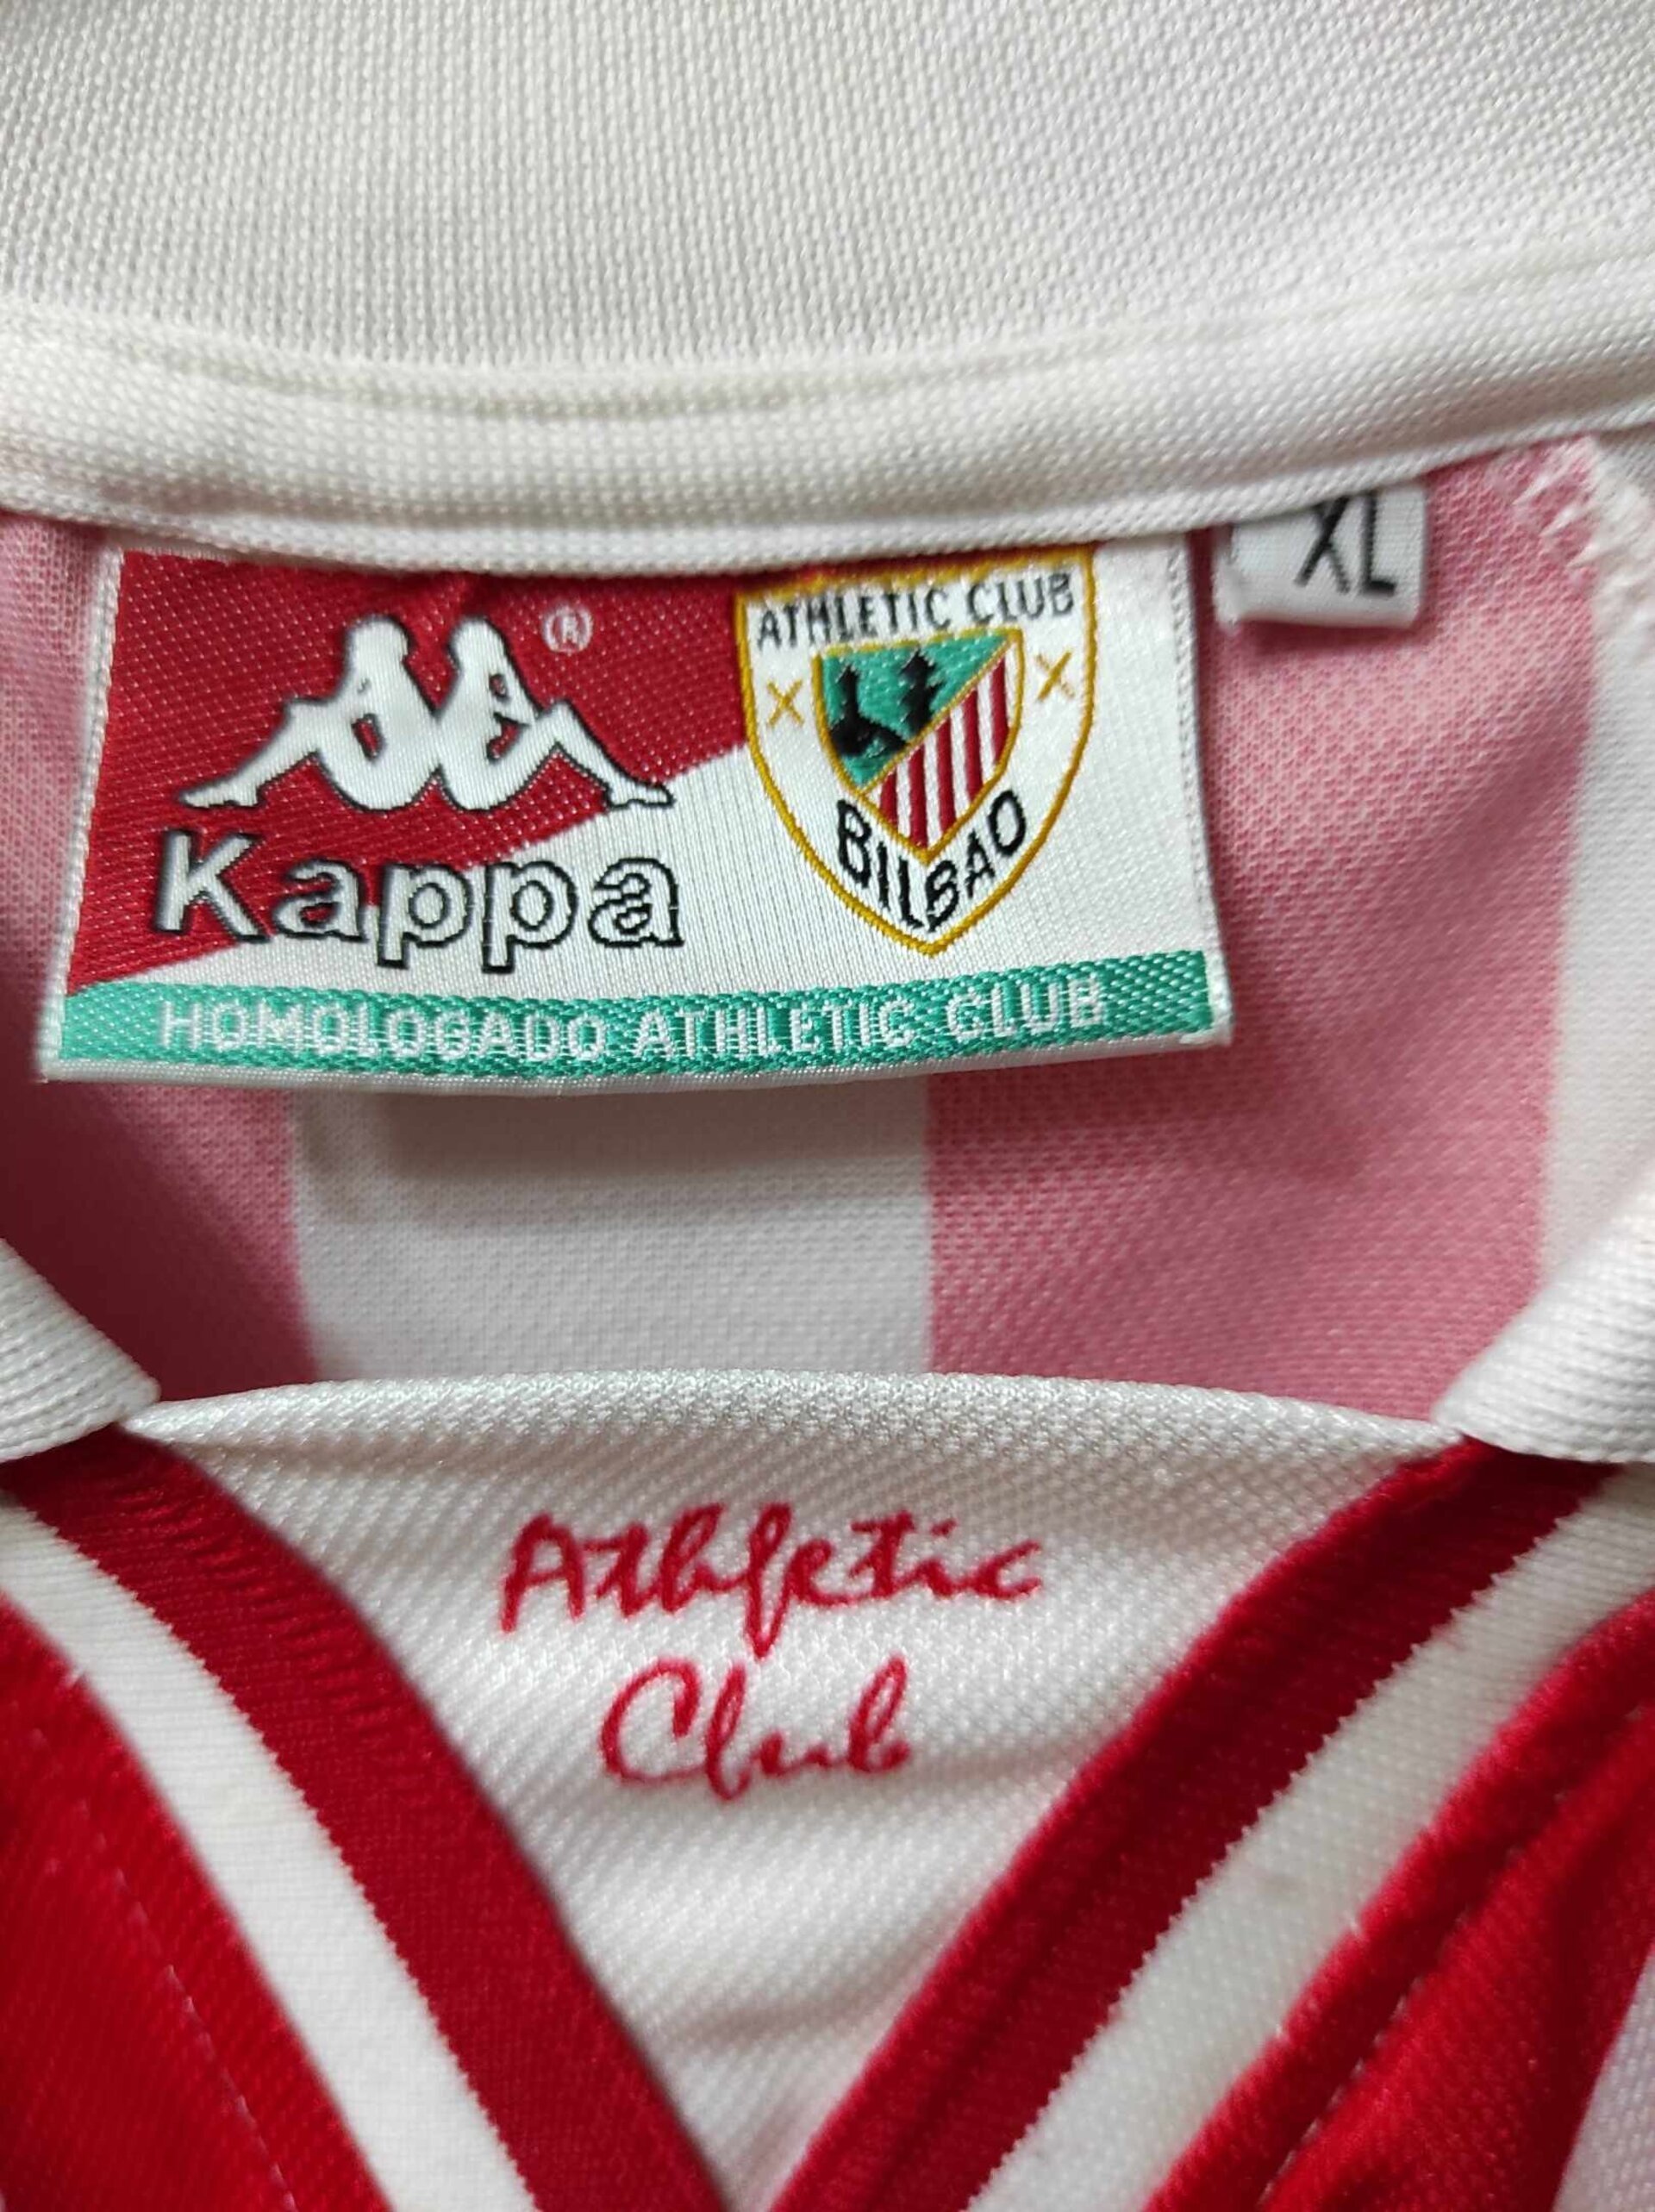 XL
®
ATHLETIC CLUB
BILBAO
Kappa
HOMOLOGADO ATHLETIC CLUB
Athletic
Club